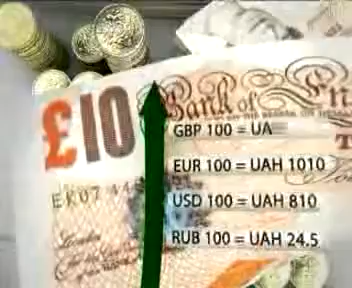 £10
Bank of
GBP 100 = UA
EUR 100 = UAH 1010
USD 100 = UAH 810
RUB 100 = UAH 24.5